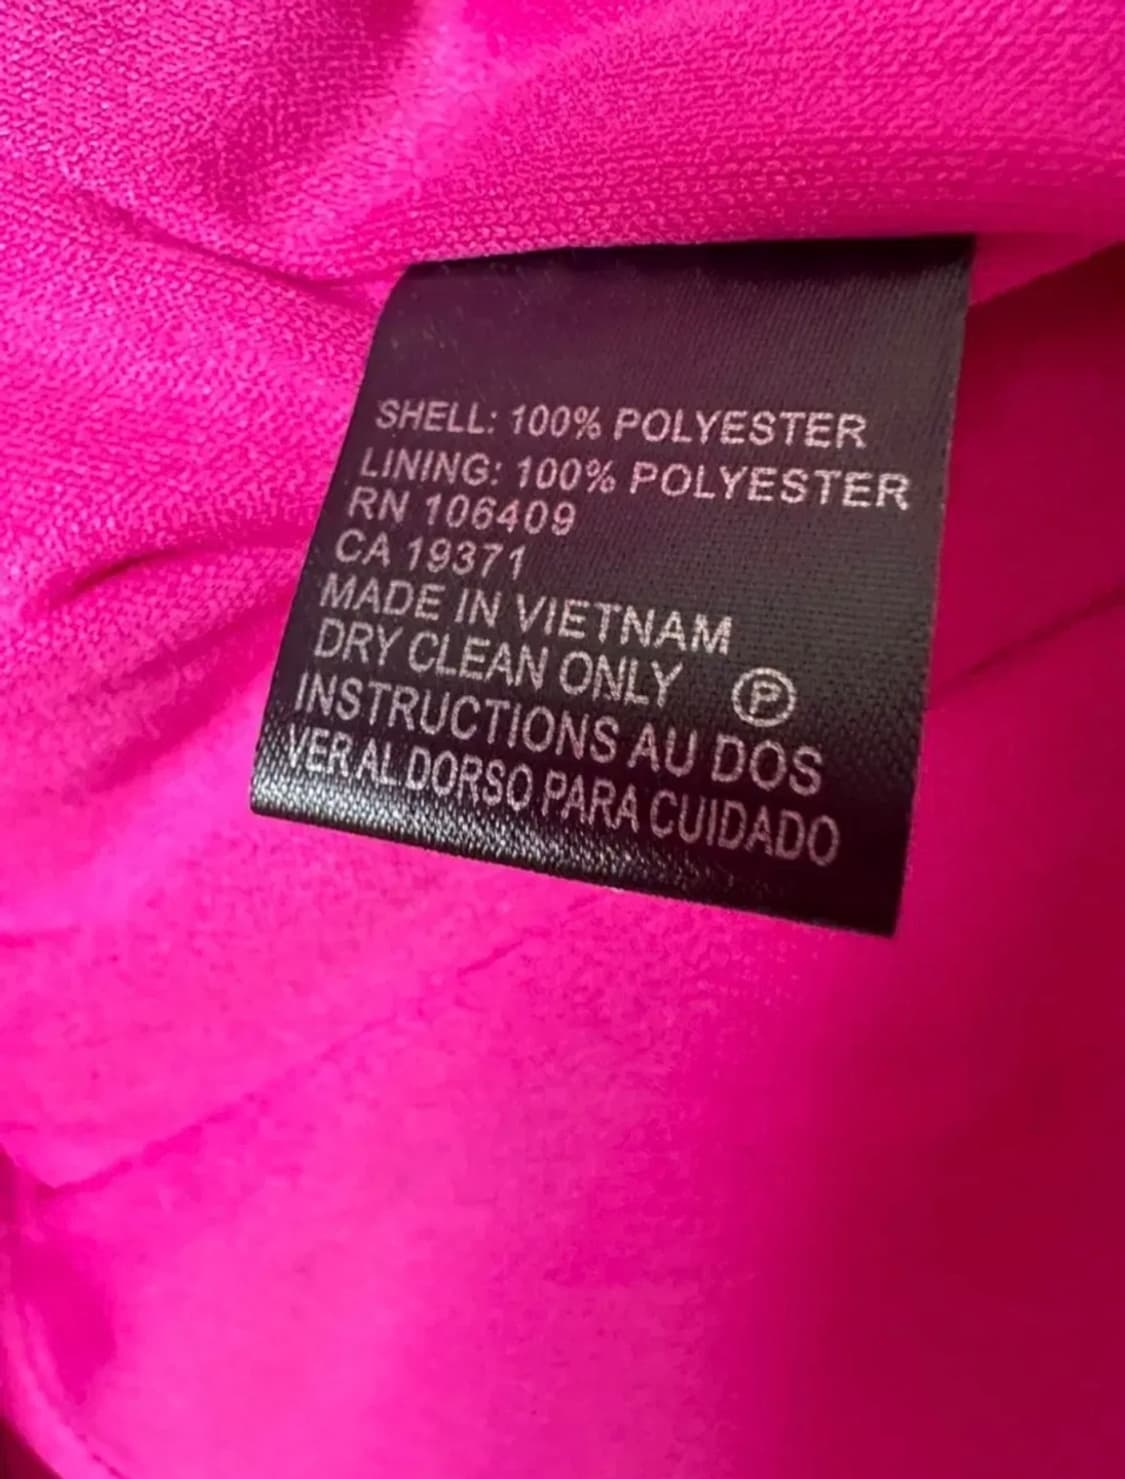 SHELL: 100% POLYESTER
LINING: 100% POLYESTER
RN 106409
CA 19371
MADE IN VIETNAM
DRY CLEAN ONLY Ⓟ
INSTRUCTIONS AU DOS
VER AL DORSO PARA CUIDADO